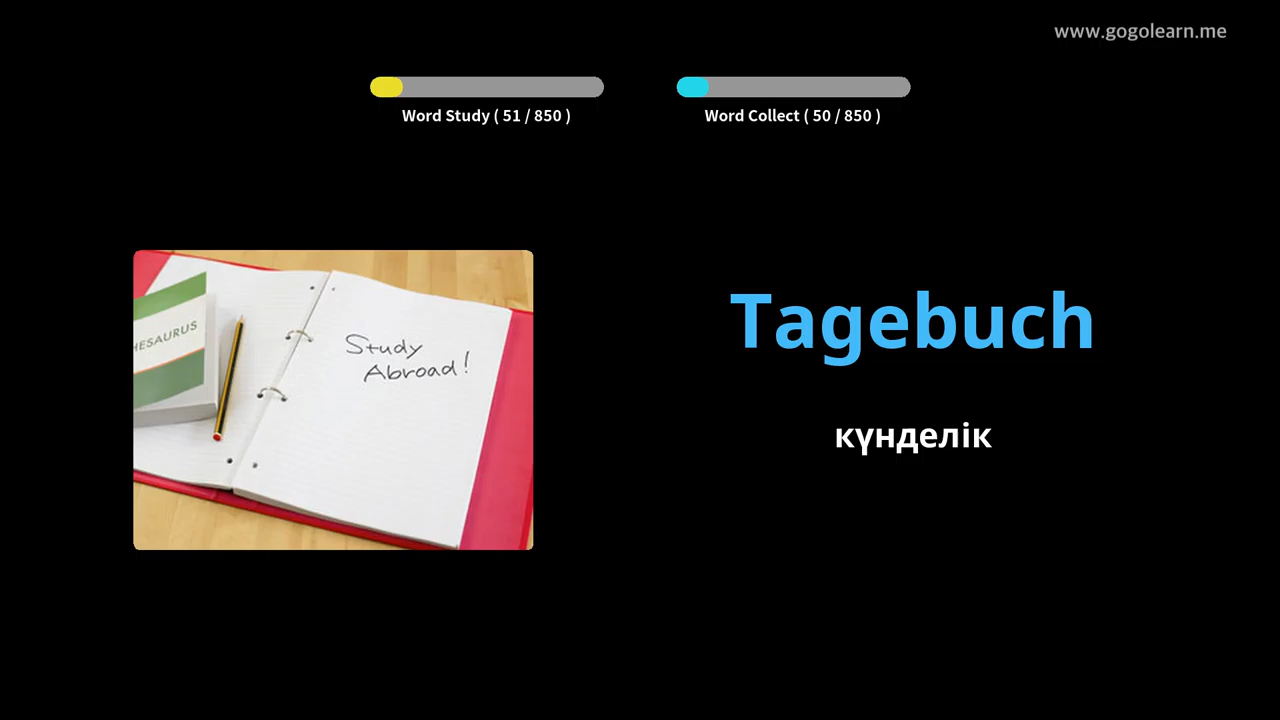 www.gogolearn.me
Word Study ( 51 / 850 )
Word Collect ( 50 / 850 )
HESAURUS
Study
Abroad!
Tagebuch
күнделік